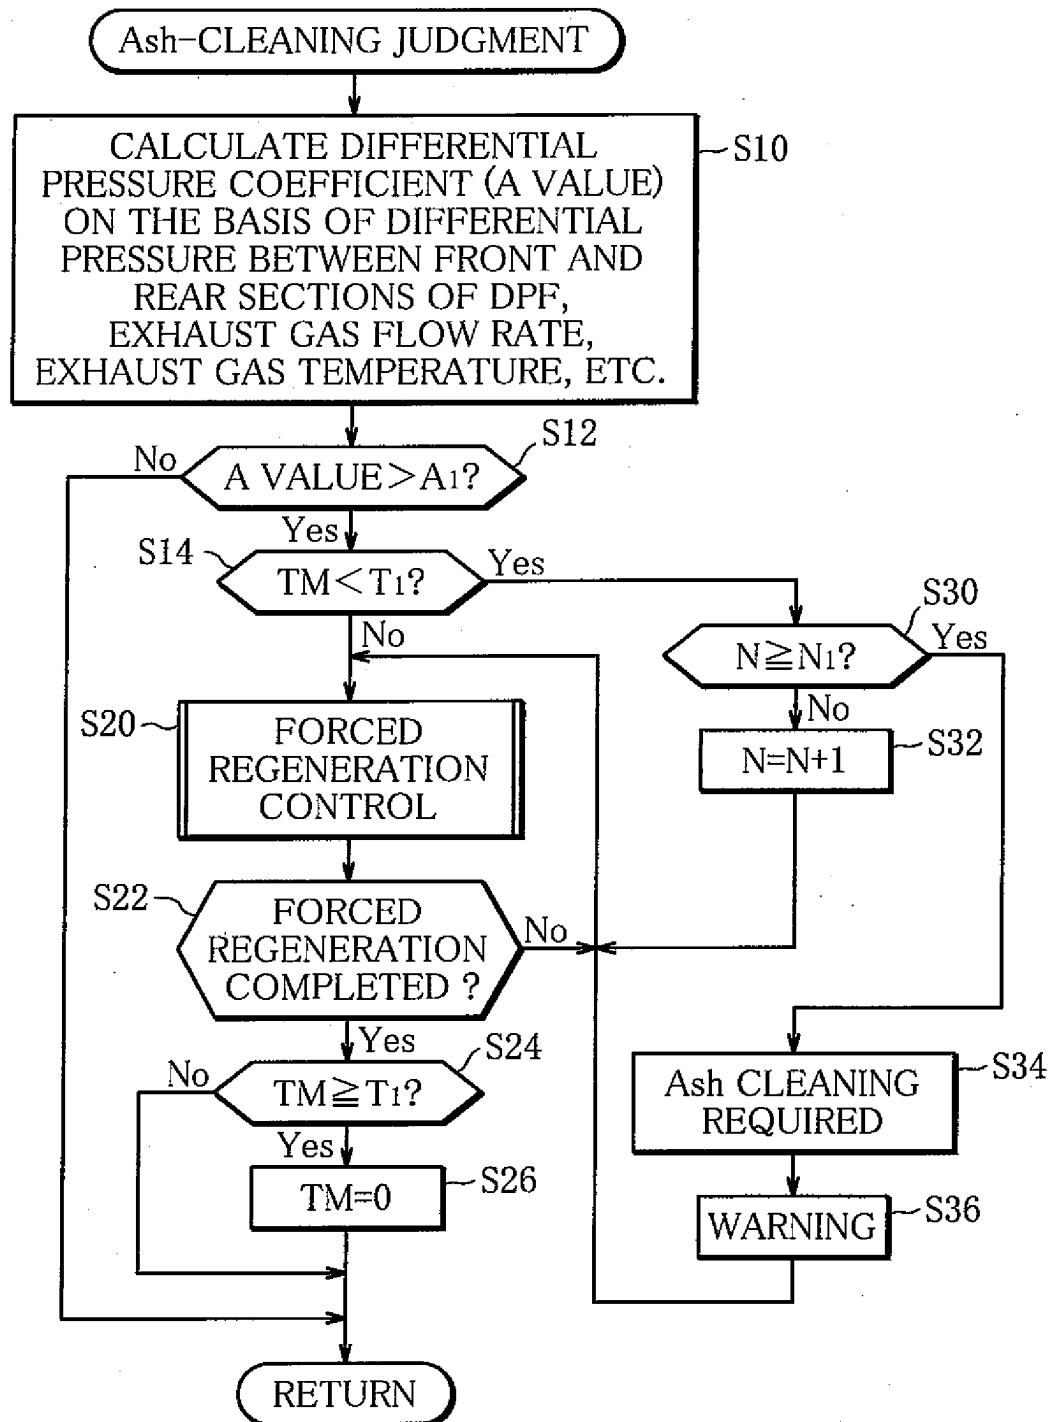 Ash-CLEANING JUDGMENT
CALCULATE DIFFERENTIAL
PRESSURE COEFFICIENT (A VALUE)
ON THE BASIS OF DIFFERENTIAL
PRESSURE BETWEEN FRONT AND
REAR SECTIONS OF DPF,
EXHAUST GAS FLOW RATE,
EXHAUST GAS TEMPERATURE, ETC.
S10
S12
No
A VALUE>A1?
Yes
S14
TM<T1?
Yes
No
S30
N≧N1?
Yes
No
S32
N=N+1
S20
FORCED
REGENERATION
CONTROL
S22
FORCED
REGENERATION
COMPLETED ?
No
Yes
S24
No
TM≧T1?
Yes
S26
TM=0
S34
Ash CLEANING
REQUIRED
S36
WARNING
RETURN